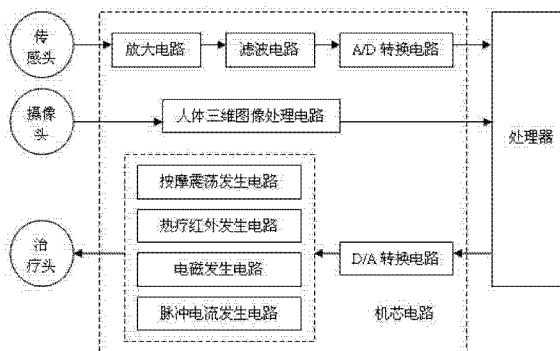 传
感头
放大电路
滤波电路
A/D 转换电路
摄像
头
人体三维图像处理电路
处理器
按摩震荡发生电路
热疗红外发生电路
治
疗头
电磁发生电路
D/A 转换电路
脉冲电流发生电路
机芯电路